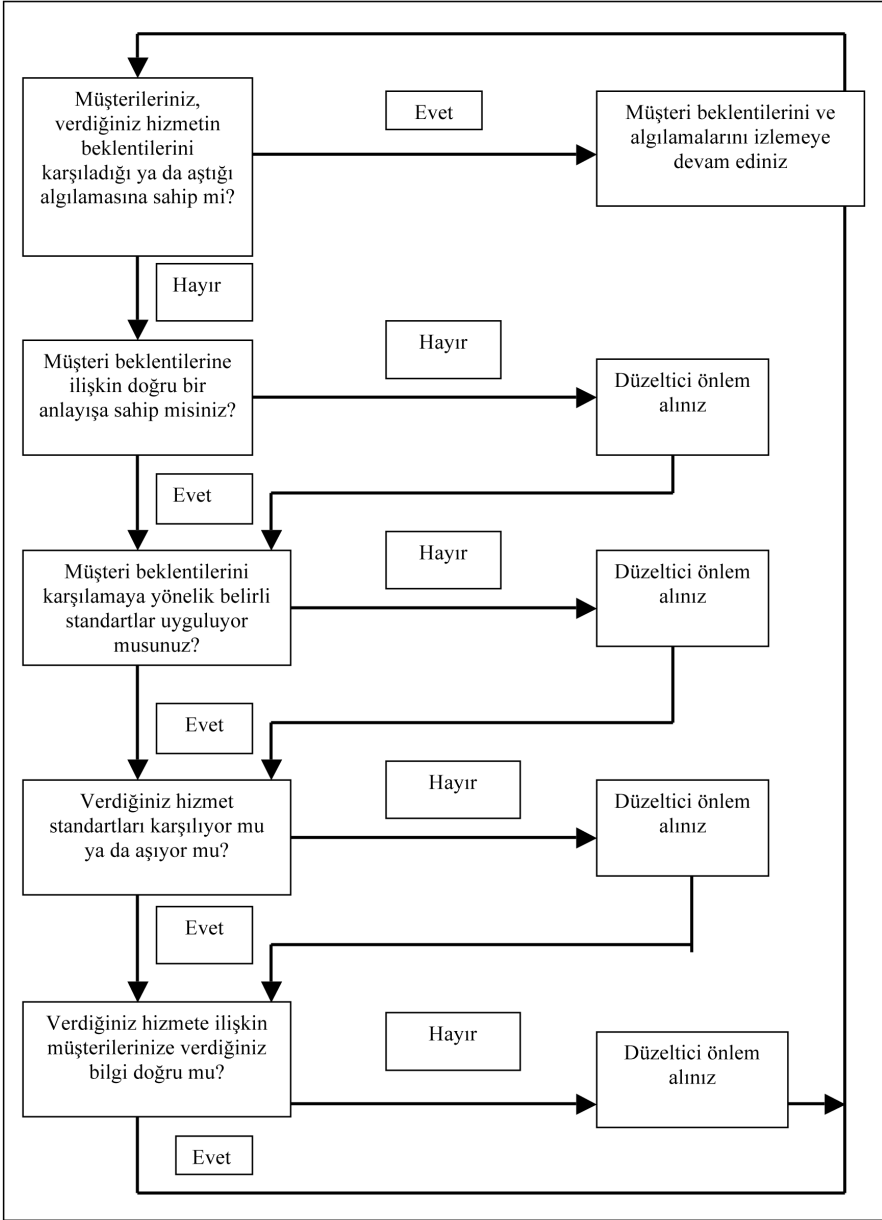 Müşterileriniz,
verdiğiniz hizmetin
beklentilerini
karşıladığı ya da aştığı
algılamasına sahip mi?
Evet
Müşteri beklentilerini ve
algılamalarını izlemeye
devam ediniz
Hayır
Müşteri beklentilerine
ilişkin doğru bir
anlayışa sahip misiniz?
Hayır
Düzeltici önlem
alınız
Evet
Müşteri beklentilerini
karşılamaya yönelik belirli
standartlar uyguluyor
musunuz?
Hayır
Düzeltici önlem
alınız
Evet
Verdiğiniz hizmet
standartları karşılıyor mu
ya da aşıyor mu?
Hayır
Düzeltici önlem
alınız
Evet
Verdiğiniz hizmete ilişkin
müşterilerinize verdiğiniz
bilgi doğru mu?
Hayır
Düzeltici önlem
alınız
Evet